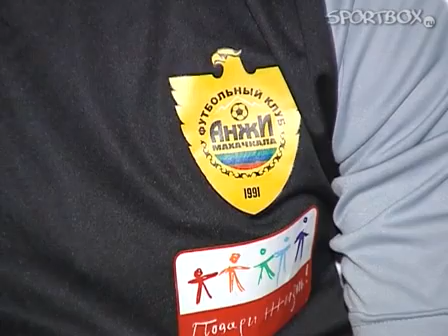 SPORTBOX.ru
ФУТБОЛЬНЫЙ КЛУБ
АНЖИ
МАХАЧКАЛА
1991
Подари жизнь!